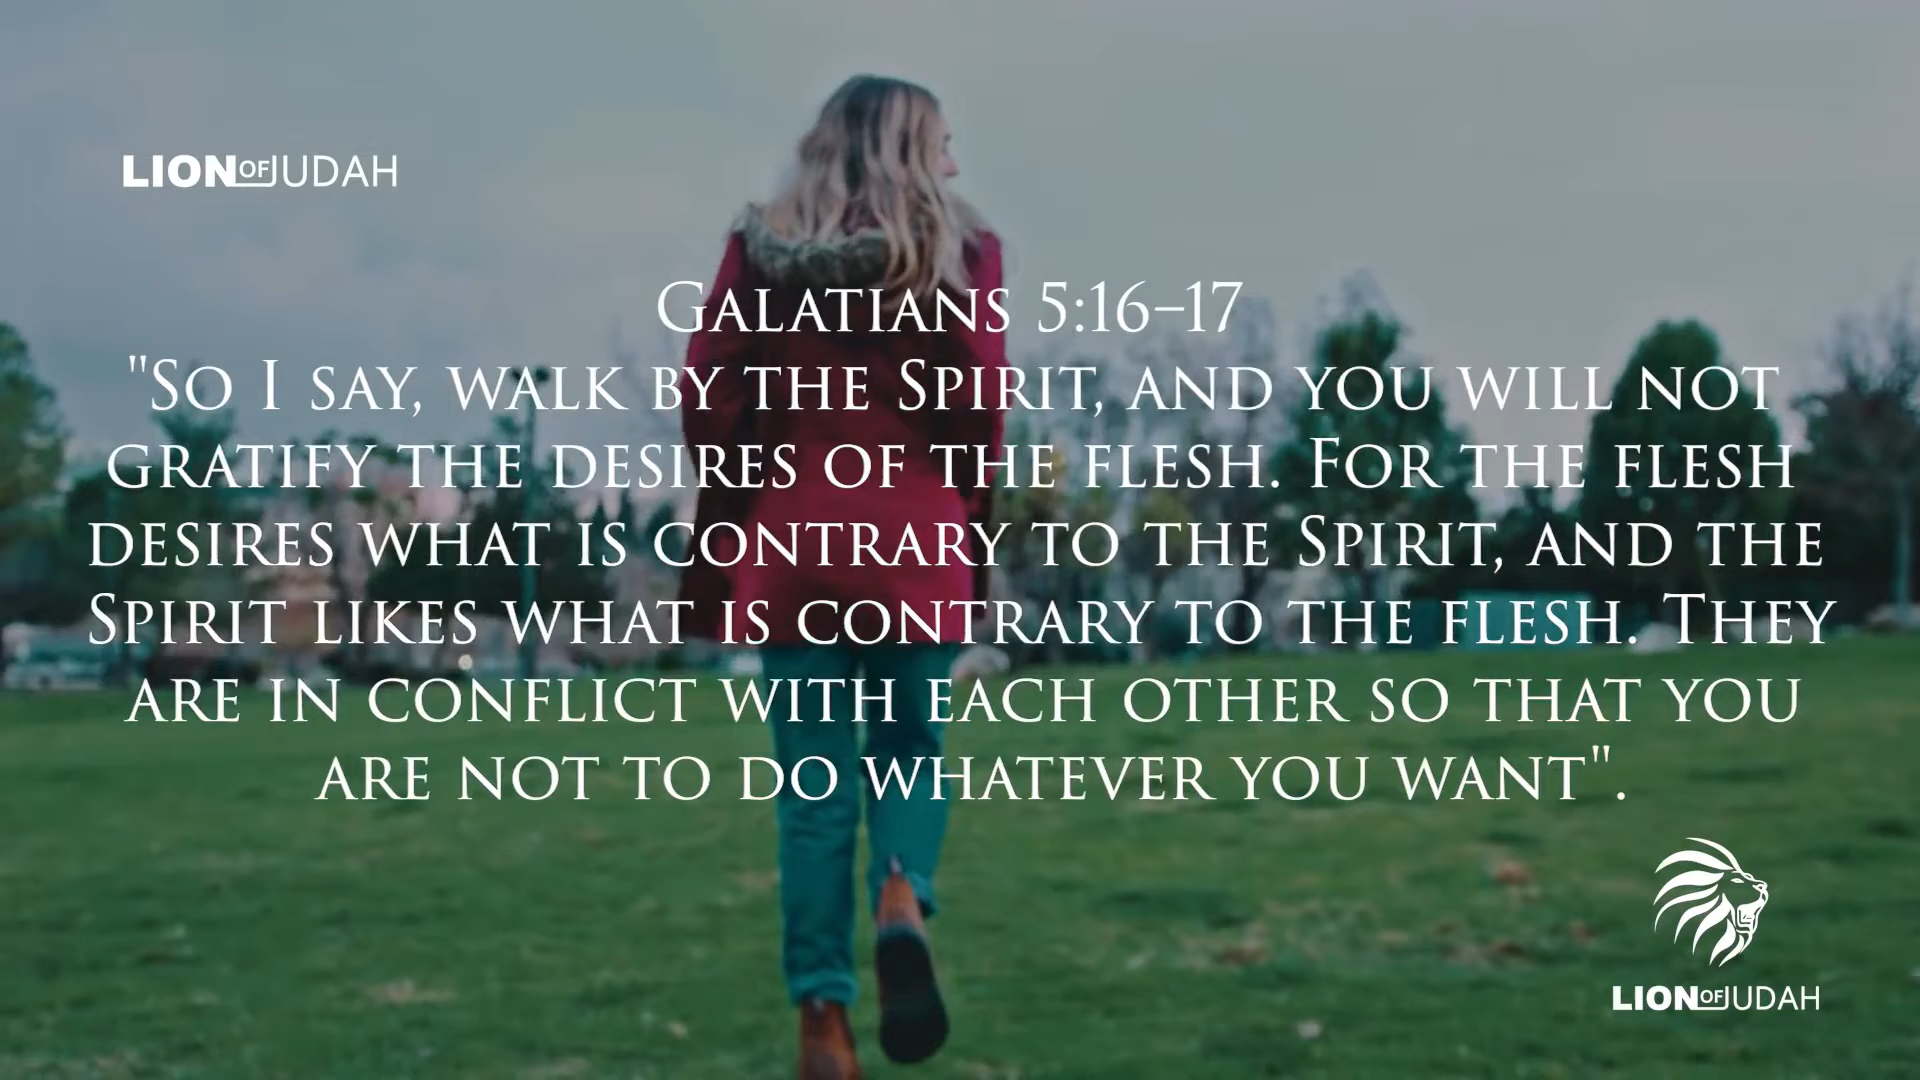 LION OF JUDAH
Galatians 5:16–17
"So I say, walk by the Spirit, and you will not
gratify the desires of the flesh. For the flesh
desires what is contrary to the Spirit, and the
Spirit likes what is contrary to the flesh. They
are in conflict with each other so that you
are not to do whatever you want".
LION OF JUDAH